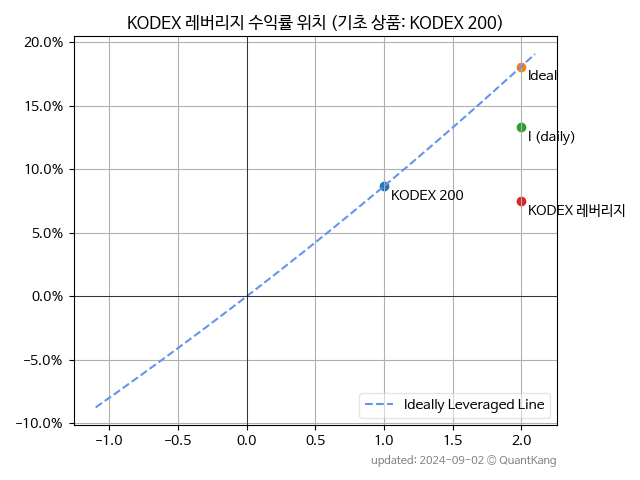 KODEX 레버리지 수익률 위치 (기초 상품: KODEX 200)
20.0%
Ideal
15.0%
I (daily)
10.0%
KODEX 200
KODEX 레버리지
5.0%
0.0%
−5.0%
Ideally Leveraged Line
−10.0%
−1.0 −0.5 0.0 0.5 1.0 1.5 2.0
updated: 2024-09-02 © QuantKang